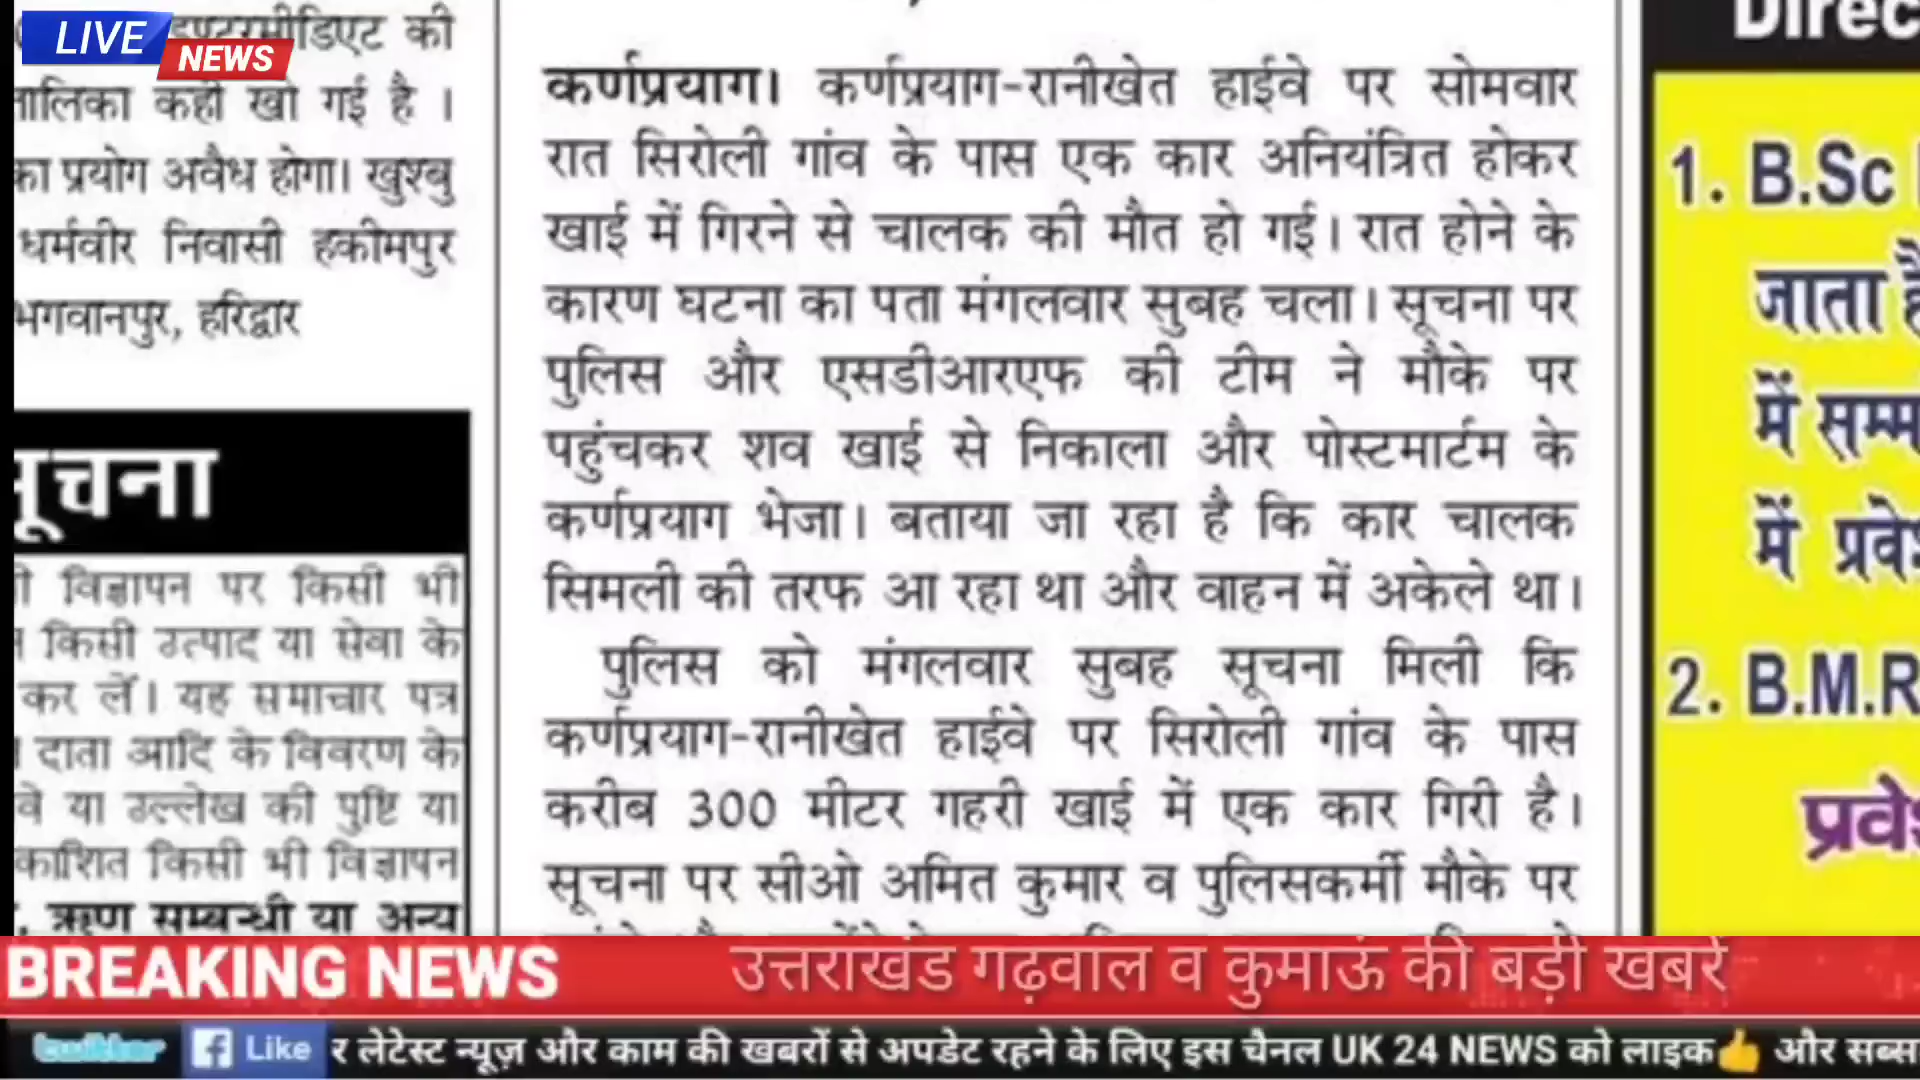 LIVE
NEWS
इण्टरमीडिएट की
तालिका कहीं खो गई है ।
का प्रयोग अवैध होगा। खुश्बु
धर्मवीर निवासी हकीमपुर
भगवानपुर, हरिद्वार
सूचना
विज्ञापन पर किसी भी
किसी उत्पाद या सेवा के
कर लें। यह समाचार पत्र
दाता आदि के विवरण के
वे या उल्लेख की पुष्टि या
काशित किसी भी विज्ञापन
, ऋण सम्बन्धी या अन्य
कर्णप्रयाग। कर्णप्रयाग-रानीखेत हाईवे पर सोमवार
रात सिरोली गांव के पास एक कार अनियंत्रित होकर
खाई में गिरने से चालक की मौत हो गई। रात होने के
कारण घटना का पता मंगलवार सुबह चला। सूचना पर
पुलिस और एसडीआरएफ की टीम ने मौके पर
पहुंचकर शव खाई से निकाला और पोस्टमार्टम के
कर्णप्रयाग भेजा। बताया जा रहा है कि कार चालक
सिमली की तरफ आ रहा था और वाहन में अकेले था।
पुलिस को मंगलवार सुबह सूचना मिली कि
कर्णप्रयाग-रानीखेत हाईवे पर सिरोली गांव के पास
करीब 300 मीटर गहरी खाई में एक कार गिरी है।
सूचना पर सीओ अमित कुमार व पुलिसकर्मी मौके पर
Direc
1. B.Sc
जाता है
में सम्म
में प्रवेश
2. B.M.R
प्रवेश
BREAKING NEWS
उत्तराखंड गढ़वाल व कुमाऊं की बड़ी खबरें
twitter
f Like
र लेटेस्ट न्यूज़ और काम की खबरों से अपडेट रहने के लिए इस चैनल UK 24 NEWS को लाइक👍 और सब्स